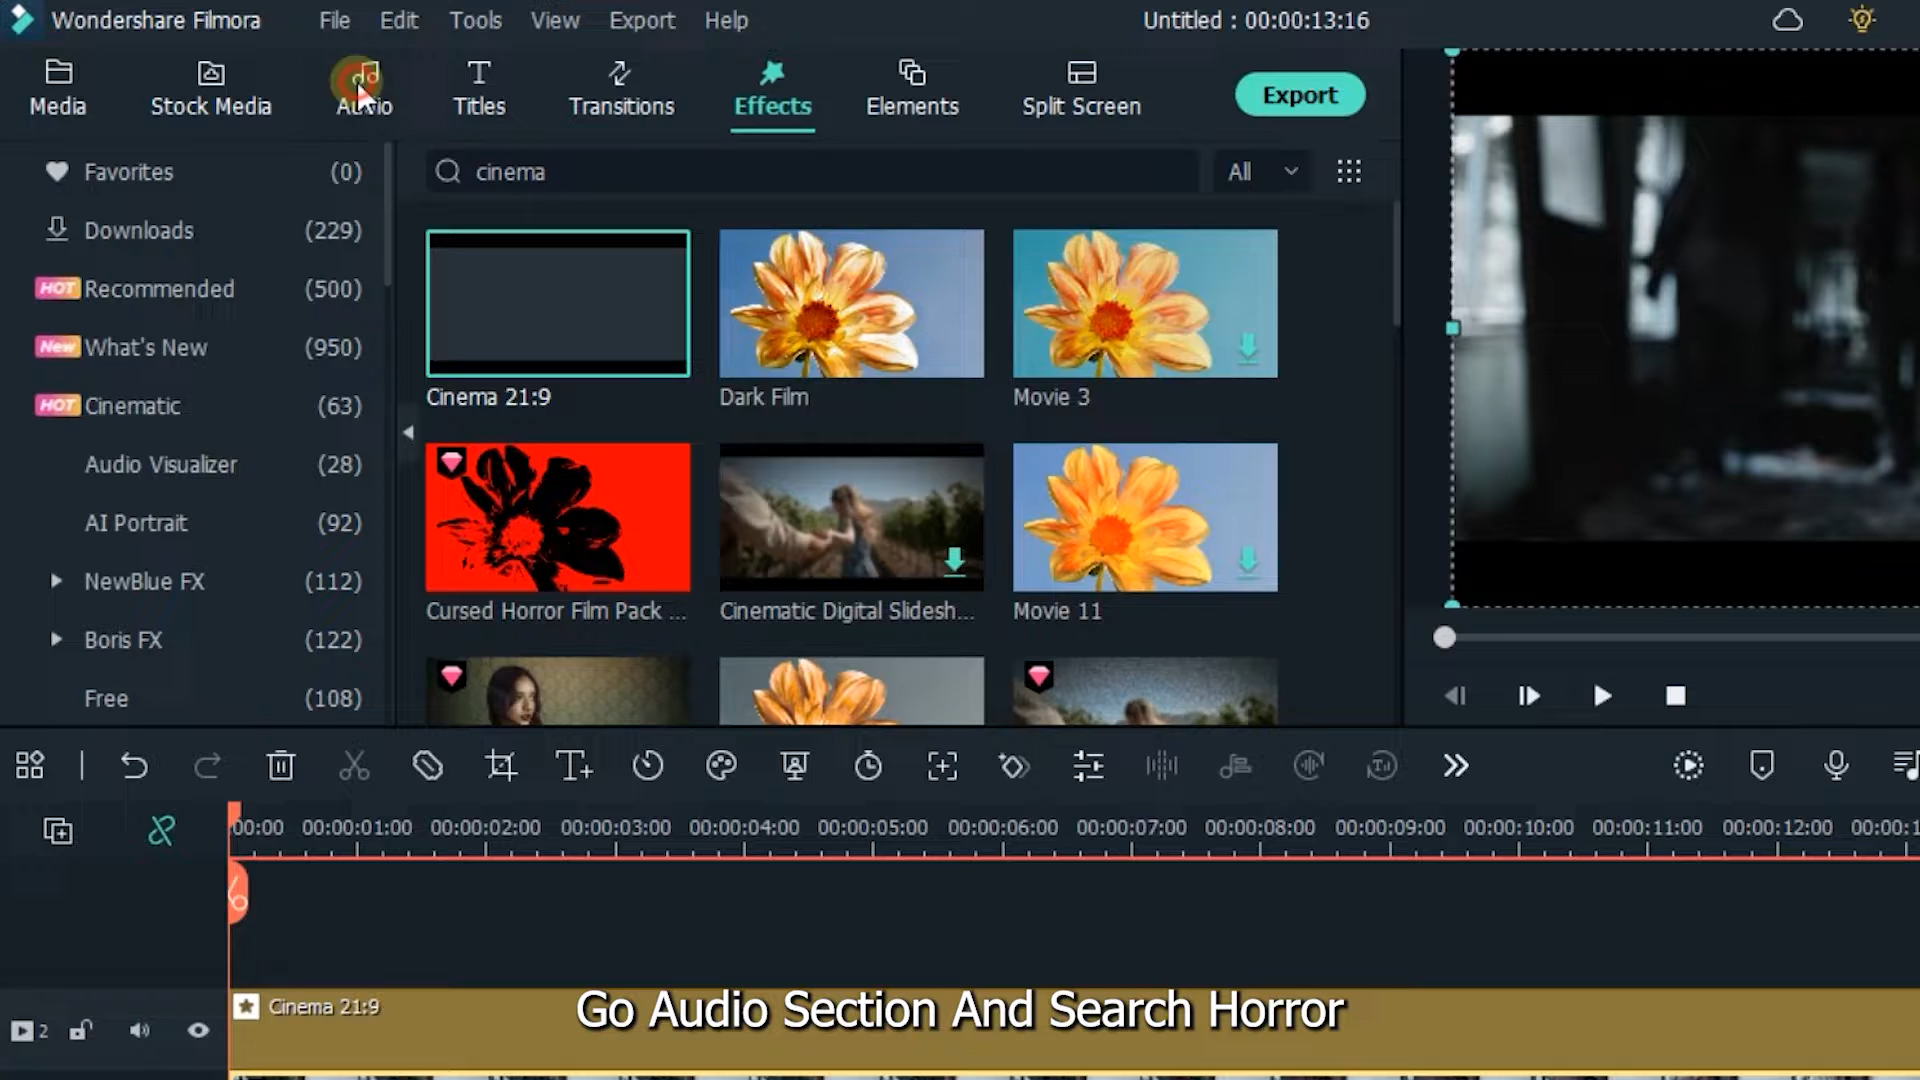 Wondershare Filmora File Edit Tools View Export Help Untitled : 00:00:13:16
Media Stock Media Audio Titles Transitions Effects Elements Split Screen Export
Favorites (0)
Downloads (229)
HOT Recommended (500)
New What's New (950)
HOT Cinematic (63)
Audio Visualizer (28)
AI Portrait (92)
NewBlue FX (112)
Boris FX (122)
Free (108)
cinema All
Cinema 21:9 Dark Film Movie 3
Cursed Horror Film Pack ... Cinematic Digital Slidesh... Movie 11
00:00 00:00:01:00 00:00:02:00 00:00:03:00 00:00:04:00 00:00:05:00 00:00:06:00 00:00:07:00 00:00:08:00 00:00:09:00 00:00:10:00 00:00:11:00 00:00:12:00 00:00:1
Cinema 21:9
2
Go Audio Section And Search Horror